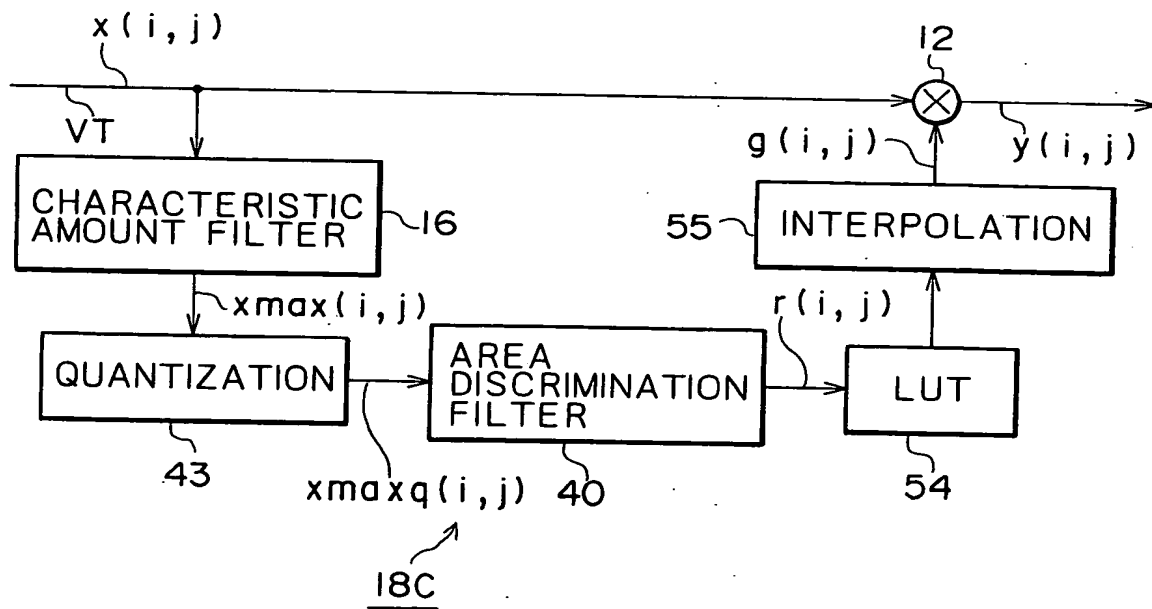 x(i,j)
12
VT
g(i,j)
y(i,j)
CHARACTERISTIC
AMOUNT FILTER
16
55
INTERPOLATION
xmax(i,j)
r(i,j)
QUANTIZATION
AREA
DISCRIMINATION
FILTER
LUT
43
xmaxq(i,j)
40
54
18C